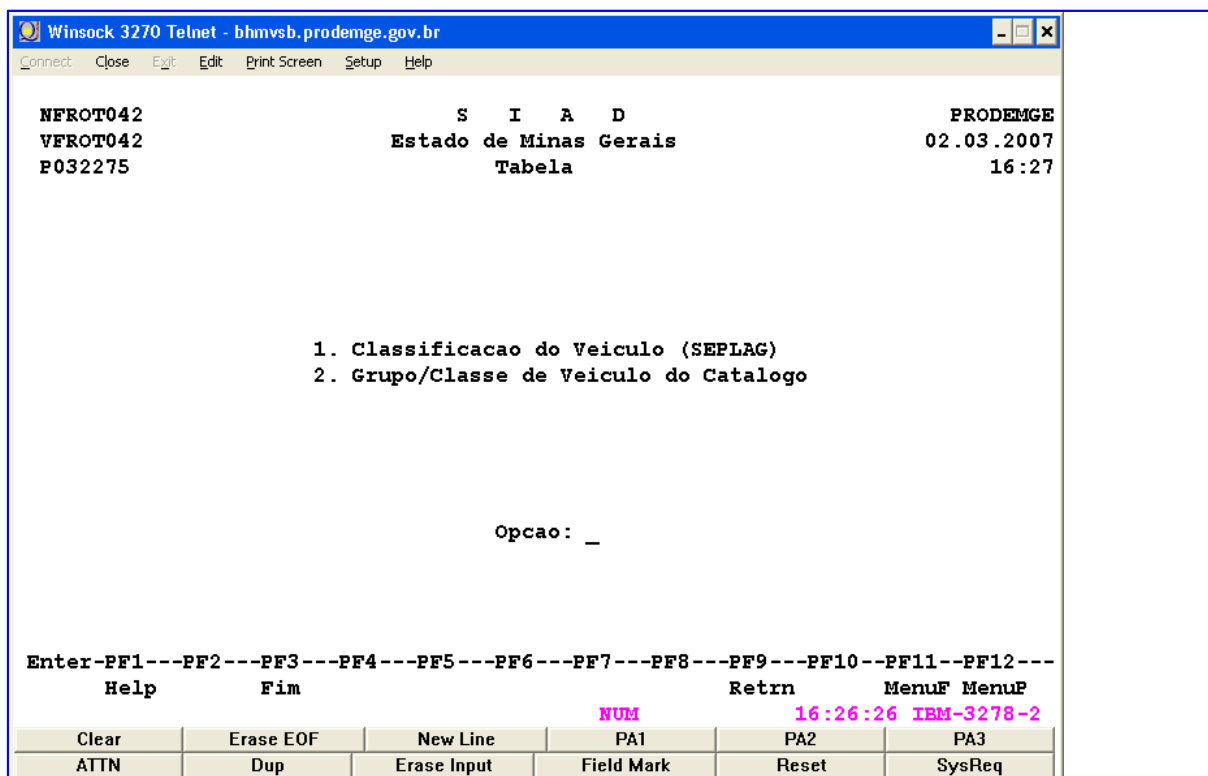 Winsock 3270 Telnet - bhmvsb.prodemge.gov.br
Connect Close Exit Edit Print Screen Setup Help
NFROT042 S I A D PRODEMGE
VFROT042 Estado de Minas Gerais 02.03.2007
P032275 Tabela 16:27
1. Classificacao do Veiculo (SEPLAG)
2. Grupo/Classe de Veiculo do Catalogo
Opcao: _
Enter-PF1---PF2---PF3---PF4---PF5---PF6---PF7---PF8---PF9---PF10--PF11--PF12---
Help Fim Retrn MenuF MenuP
NUM 16:26:26 IBM-3278-2
Clear Erase EOF New Line PA1 PA2 PA3
ATTN Dup Erase Input Field Mark Reset SysReq